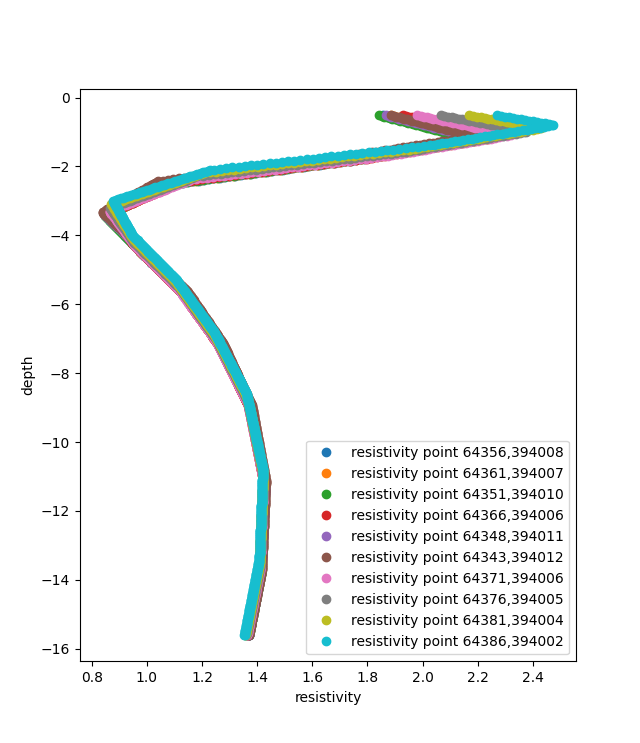 0
−2
−4
−6
−8
−10
−12
−14
−16
depth
0.8 1.0 1.2 1.4 1.6 1.8 2.0 2.2 2.4
resistivity
resistivity point 64356,394008
resistivity point 64361,394007
resistivity point 64351,394010
resistivity point 64366,394006
resistivity point 64348,394011
resistivity point 64343,394012
resistivity point 64371,394006
resistivity point 64376,394005
resistivity point 64381,394004
resistivity point 64386,394002